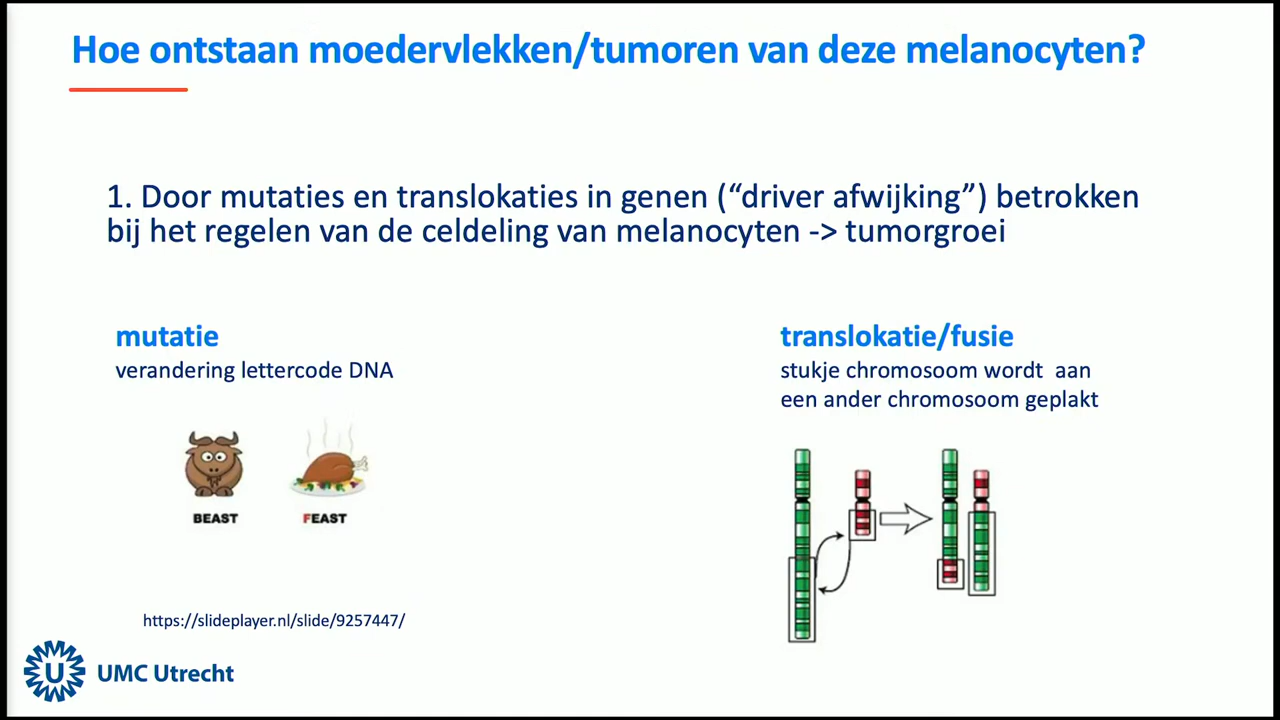 Hoe ontstaan moedervlekken/tumoren van deze melanocyten?
1. Door mutaties en translokaties in genen (“driver afwijking”) betrokken
bij het regelen van de celdeling van melanocyten -> tumorgroei
mutatie
verandering lettercode DNA
BEAST
FEAST
translokatie/fusie
stukje chromosoom wordt aan
een ander chromosoom geplakt
https://slideplayer.nl/slide/9257447/
U
UMC Utrecht